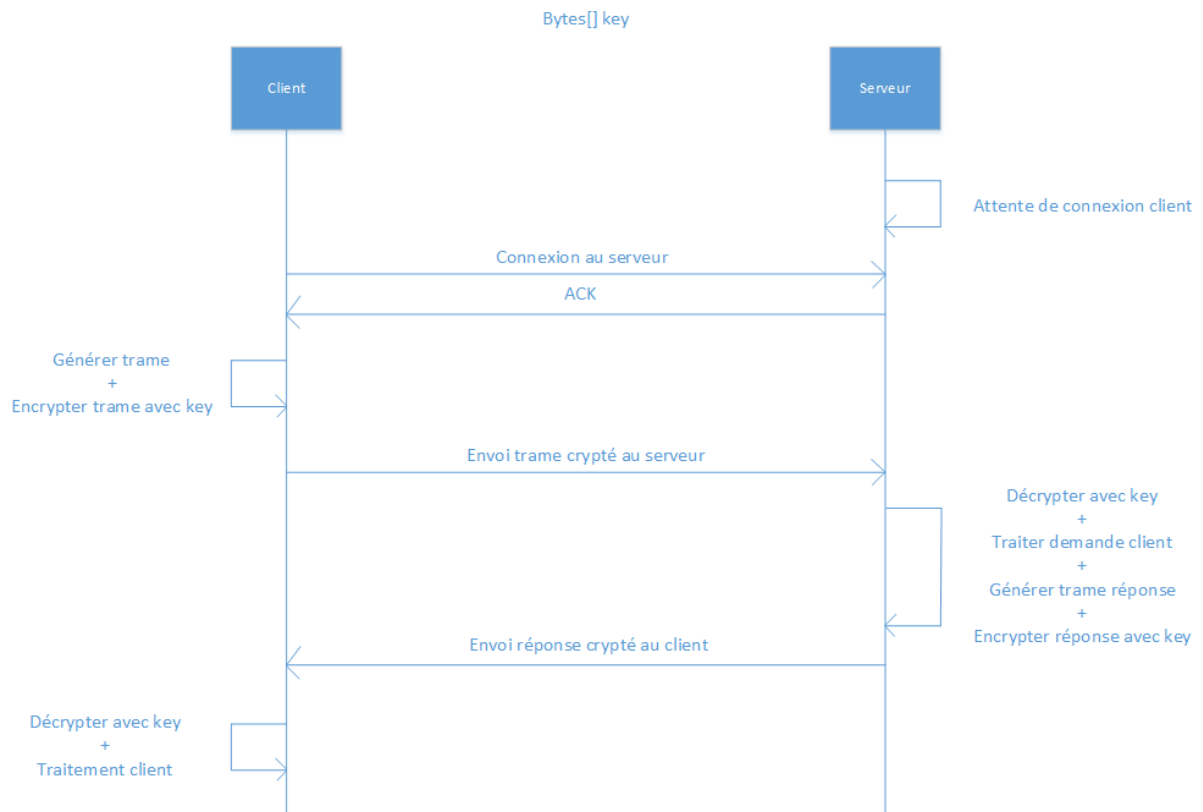 Bytes[] key
Client
Serveur
Attente de connexion client
Connexion au serveur
ACK
Générer trame
+
Encrypter trame avec key
Envoi trame crypté au serveur
Décrypter avec key
+
Traiter demande client
+
Générer trame réponse
+
Encrypter réponse avec key
Envoi réponse crypté au client
Décrypter avec key
+
Traitement client